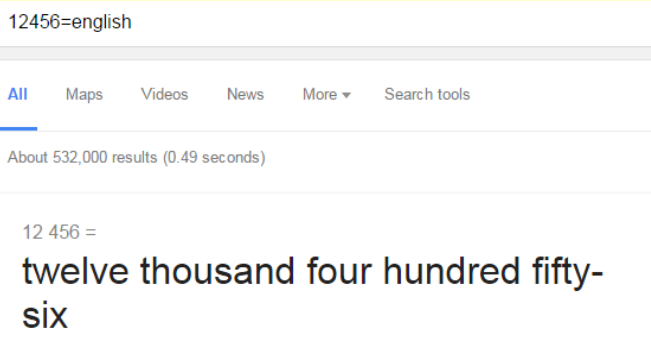 12456=english
All Maps Videos News More Search tools
About 532,000 results (0.49 seconds)
12 456 =
twelve thousand four hundred fifty-
six